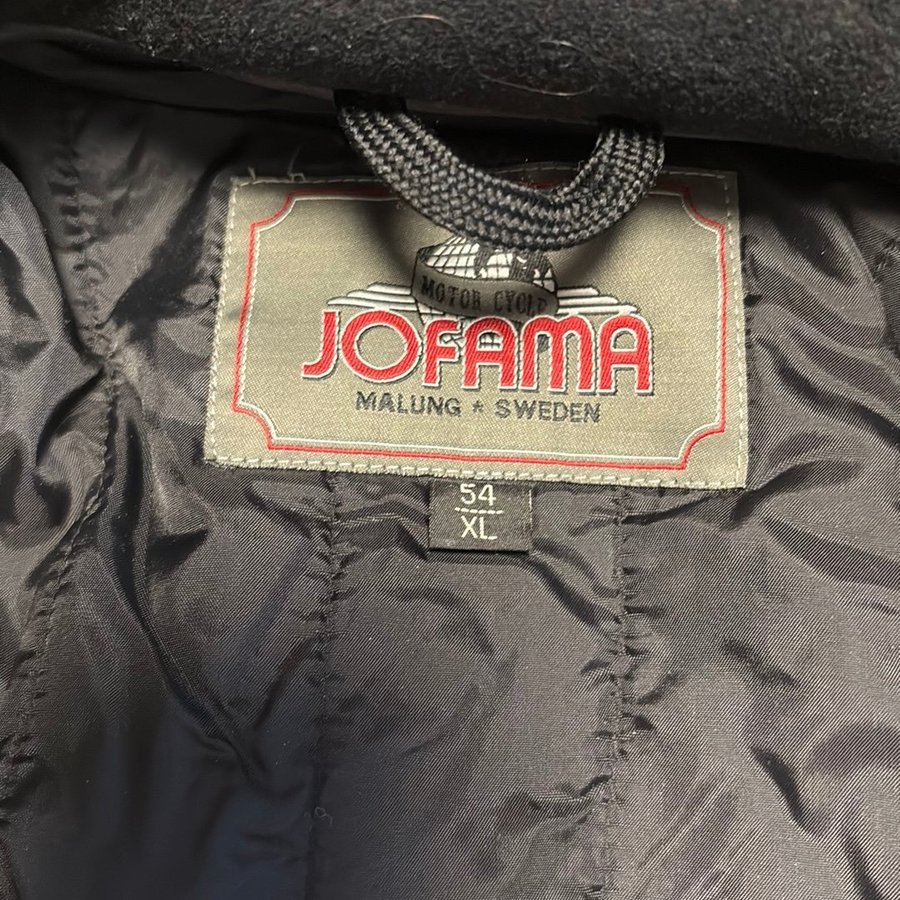 MOTOR CYCLE
JOFAMA
MALUNG * SWEDEN
54
XL